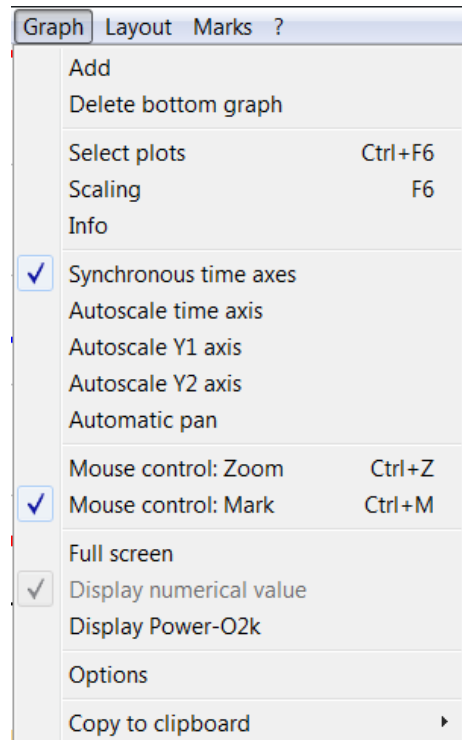 Graph Layout Marks ?
Add
Delete bottom graph
Select plots Ctrl+F6
Scaling F6
Info
Synchronous time axes
Autoscale time axis
Autoscale Y1 axis
Autoscale Y2 axis
Automatic pan
Mouse control: Zoom Ctrl+Z
Mouse control: Mark Ctrl+M
Full screen
Display numerical value
Display Power-O2k
Options
Copy to clipboard